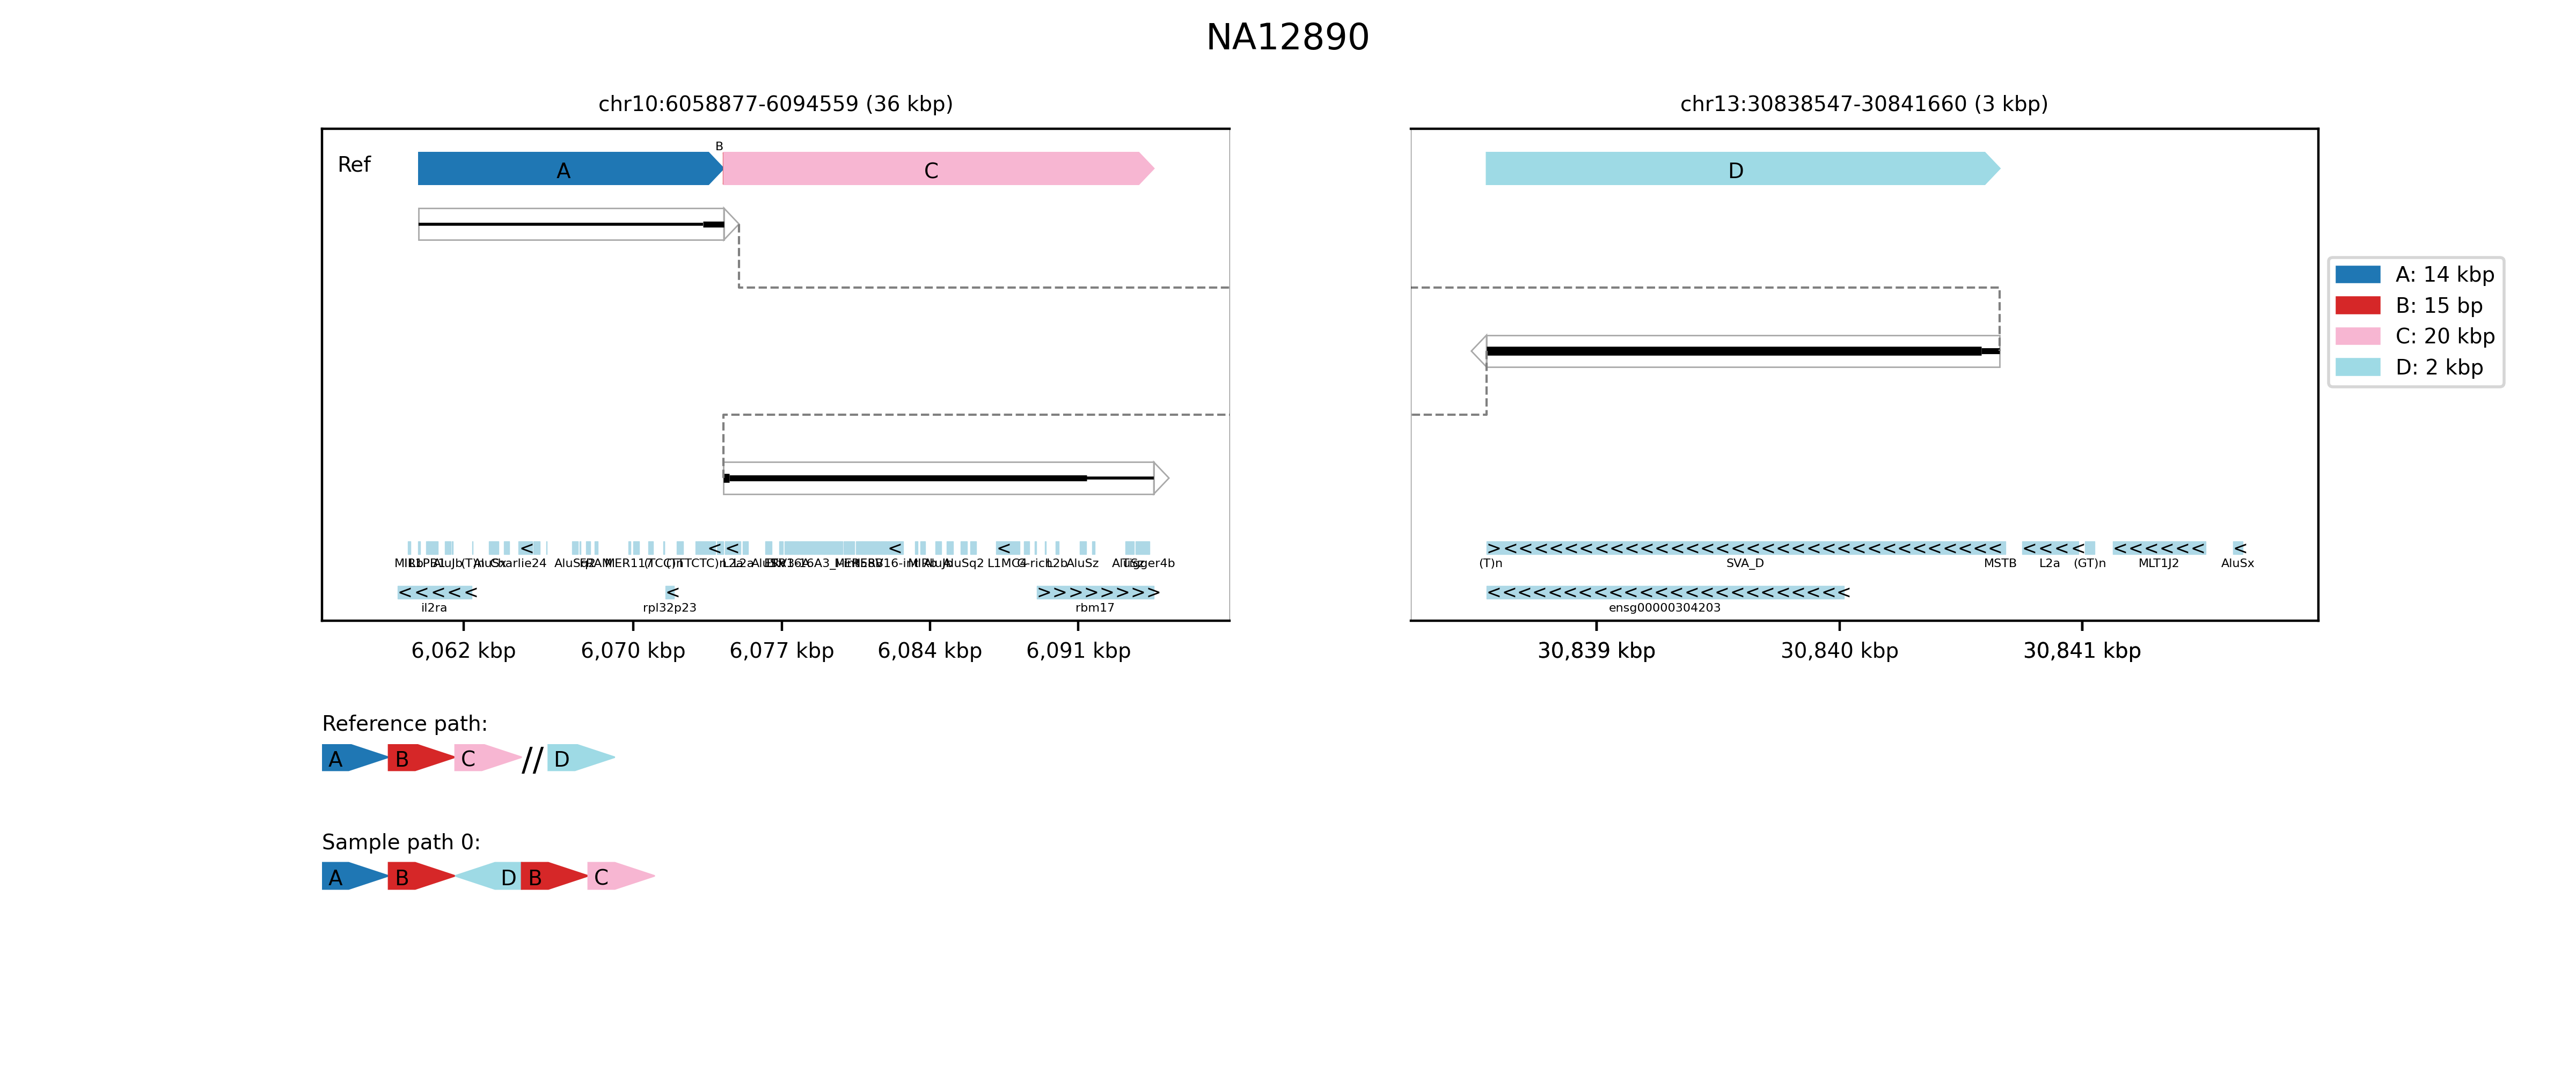 NA12890
chr10:6058877-6094559 (36 kbp)
chr13:30838547-30841660 (3 kbp)
Ref
A
B
C
D
A: 14 kbp
B: 15 bp
C: 20 kbp
D: 2 kbp
(T)n
SVA_D
MSTB
L2a
(GT)n
MLT1J2
AluSx
il2ra
rpl32p23
rbm17
ensg00000304203
6,062 kbp
6,070 kbp
6,077 kbp
6,084 kbp
6,091 kbp
30,839 kbp
30,840 kbp
30,841 kbp
Reference path:
A B C // D
Sample path 0:
A B D B C